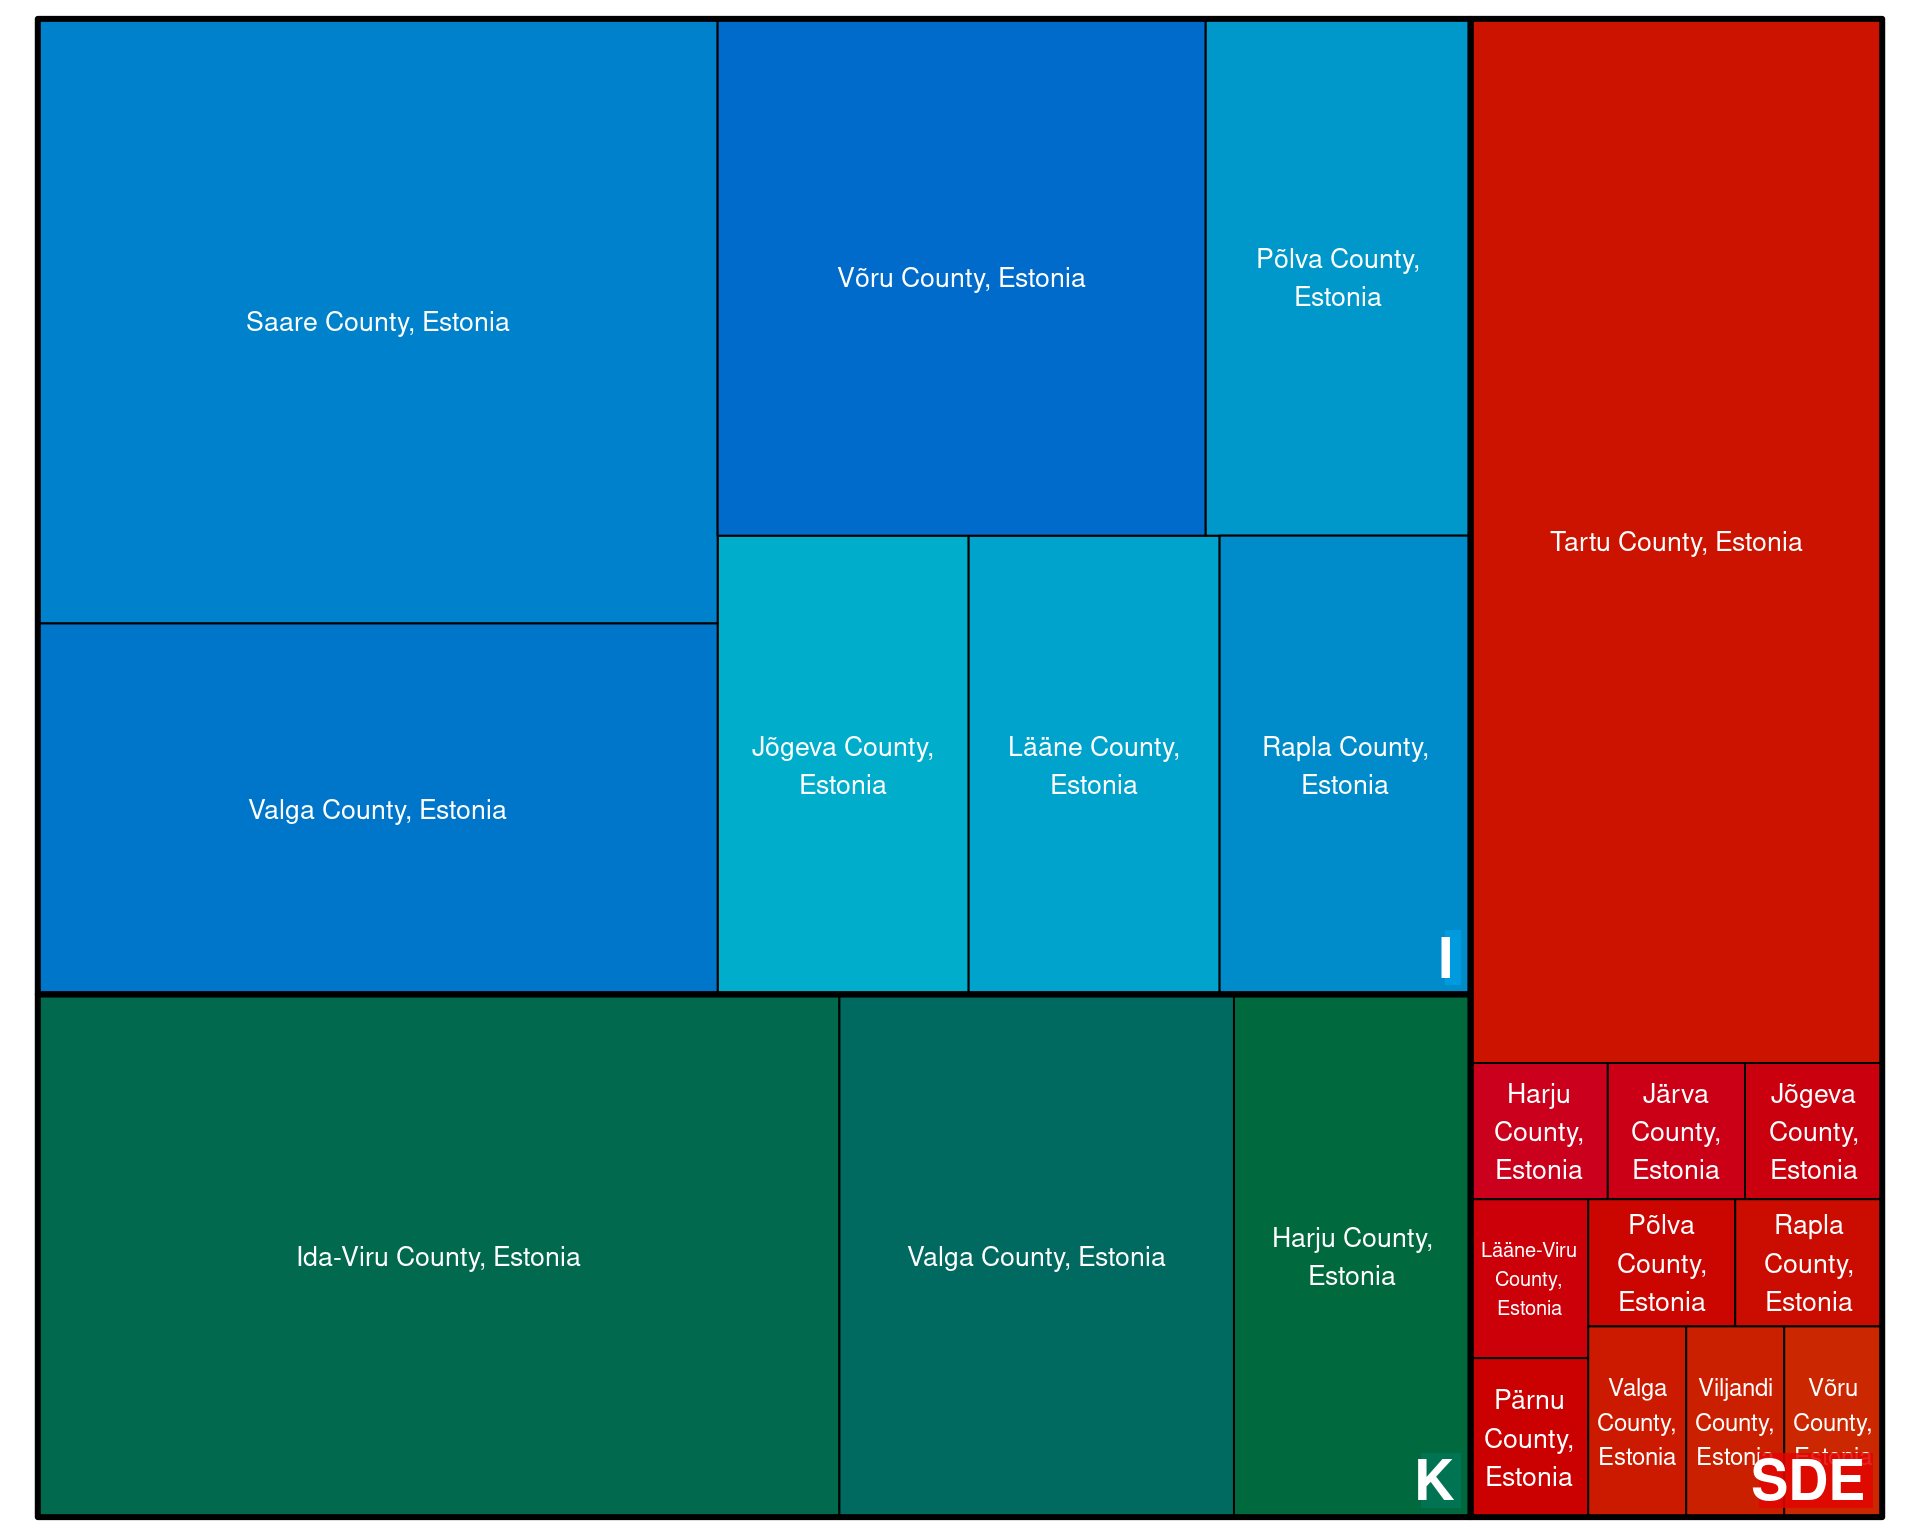 Saare County, Estonia
Võru County, Estonia
Põlva County,
Estonia
Valga County, Estonia
Jõgeva County,
Estonia
Lääne County,
Estonia
Rapla County,
Estonia
I
Ida-Viru County, Estonia
Valga County, Estonia
Harju County,
Estonia
K
Tartu County, Estonia
Harju
County,
Estonia
Järva
County,
Estonia
Jõgeva
County,
Estonia
Lääne-Viru
County,
Estonia
Põlva
County,
Estonia
Rapla
County,
Estonia
Pärnu
County,
Estonia
Valga
County,
Estonia
Viljandi
County,
Estonia
Võru
County,
Estonia
SDE